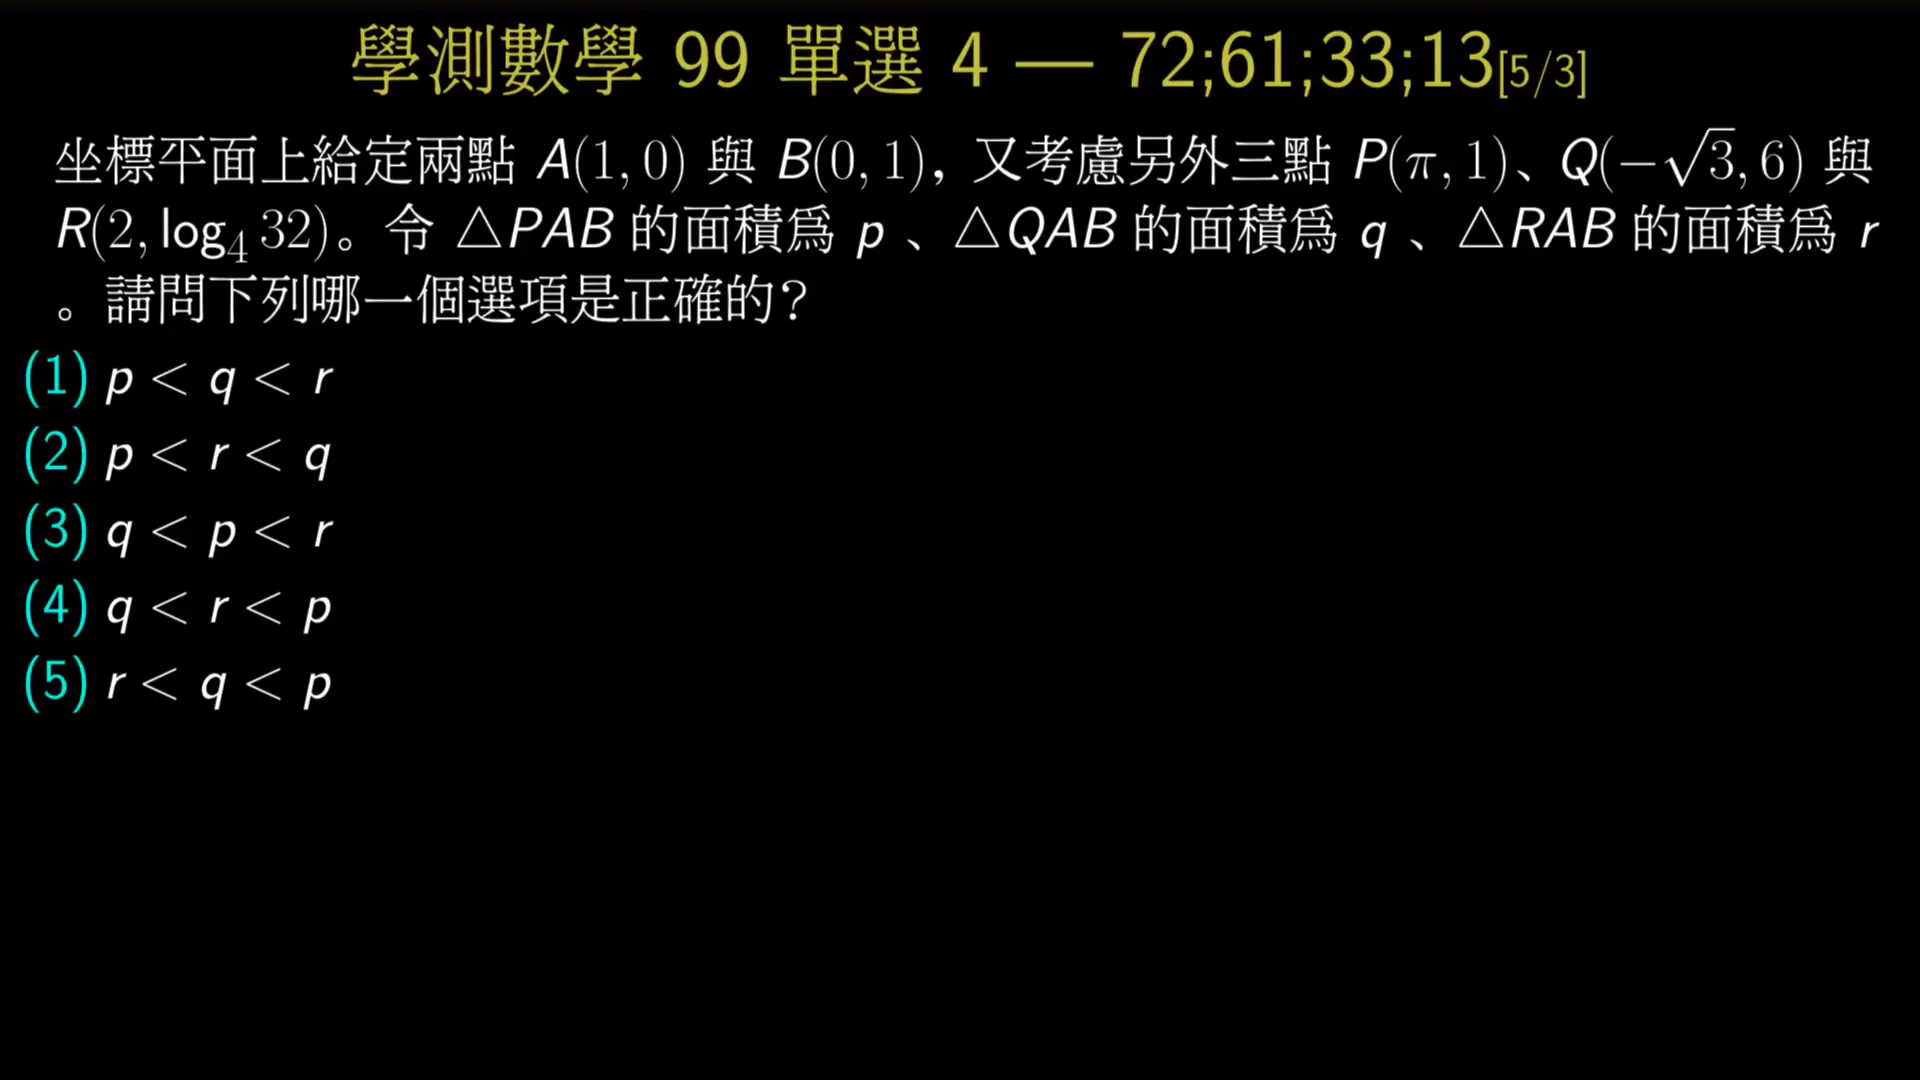 學測數學 99 單選 4 — 72;61;33;13[5/3]
坐標平面上給定兩點 A(1, 0) 與 B(0, 1)，又考慮另外三點 P(π, 1)、Q(−√3, 6) 與
R(2, log₄ 32)。令 △PAB 的面積爲 p 、△QAB 的面積爲 q 、△RAB 的面積爲 r
。請問下列哪一個選項是正確的？
(1) p < q < r
(2) p < r < q
(3) q < p < r
(4) q < r < p
(5) r < q < p